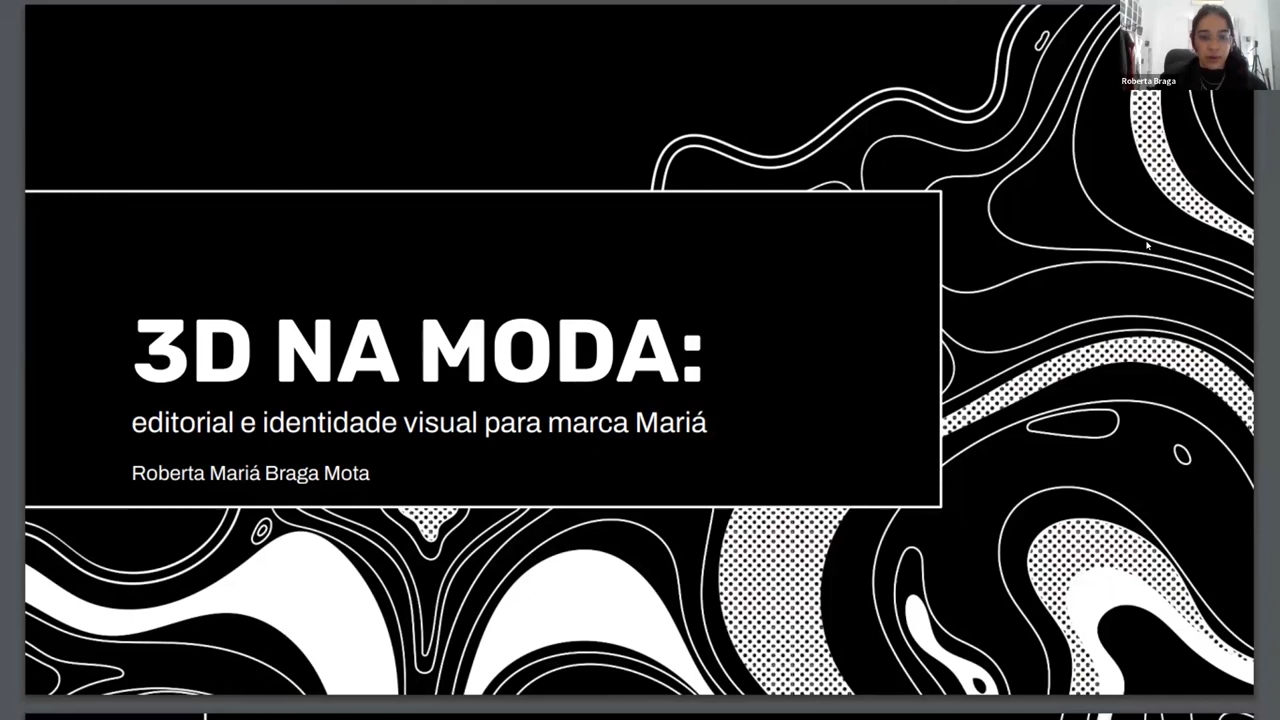 Roberta Braga
3D NA MODA:
editorial e identidade visual para marca Mariá
Roberta Mariá Braga Mota